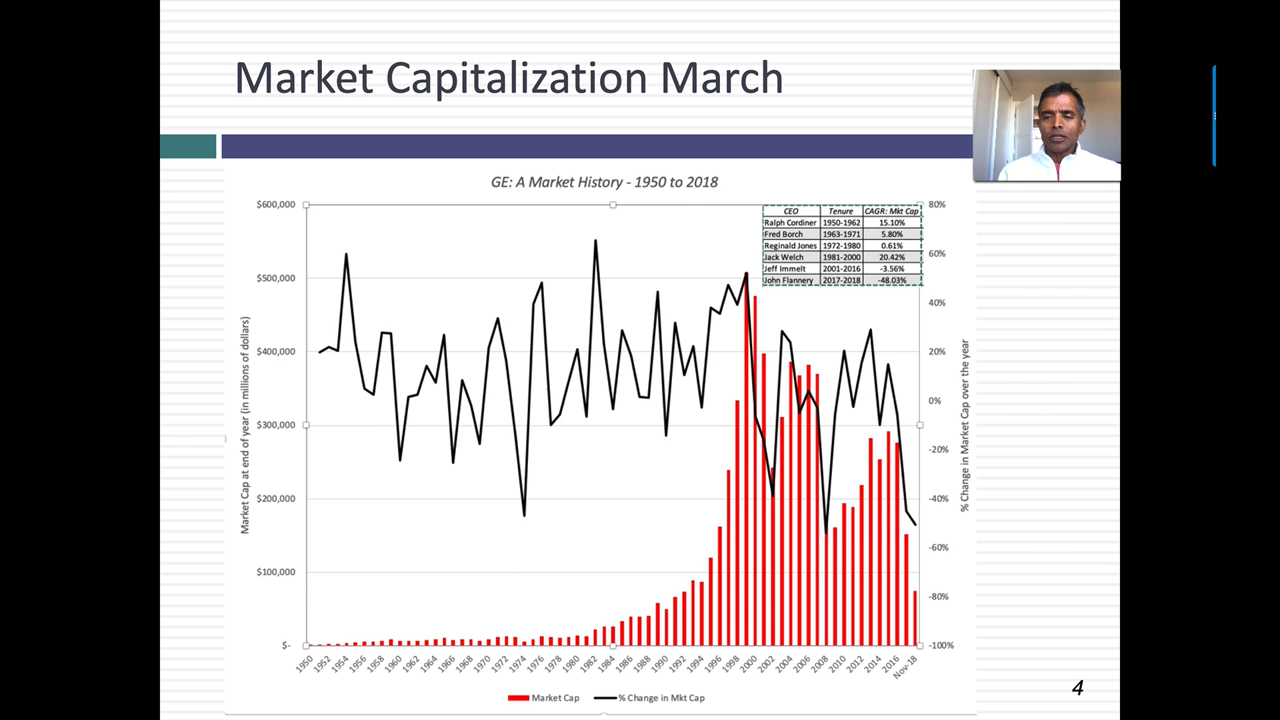 Market Capitalization March
GE: A Market History - 1950 to 2018
$600,000
$500,000
$400,000
$300,000
$200,000
$100,000
$-
Market Cap at end of year (in millions of dollars)
CEO Tenure CAGR: Mkt Cap
Ralph Cordiner 1950-1962 15.10%
Fred Borch 1963-1971 5.80%
Reginald Jones 1972-1980 0.61%
Jack Welch 1981-2000 20.42%
Jeff Immelt 2001-2016 -3.56%
John Flannery 2017-2018 -48.03%
80%
60%
40%
20%
0%
-20%
-40%
-60%
-80%
-100%
% Change in Market Cap over the year
1950 1952 1954 1956 1958 1960 1962 1964 1966 1968 1970 1972 1974 1976 1978 1980 1982 1984 1986 1988 1990 1992 1994 1996 1998 2000 2002 2004 2006 2008 2010 2012 2014 2016 Nov-18
Market Cap % Change in Mkt Cap
4